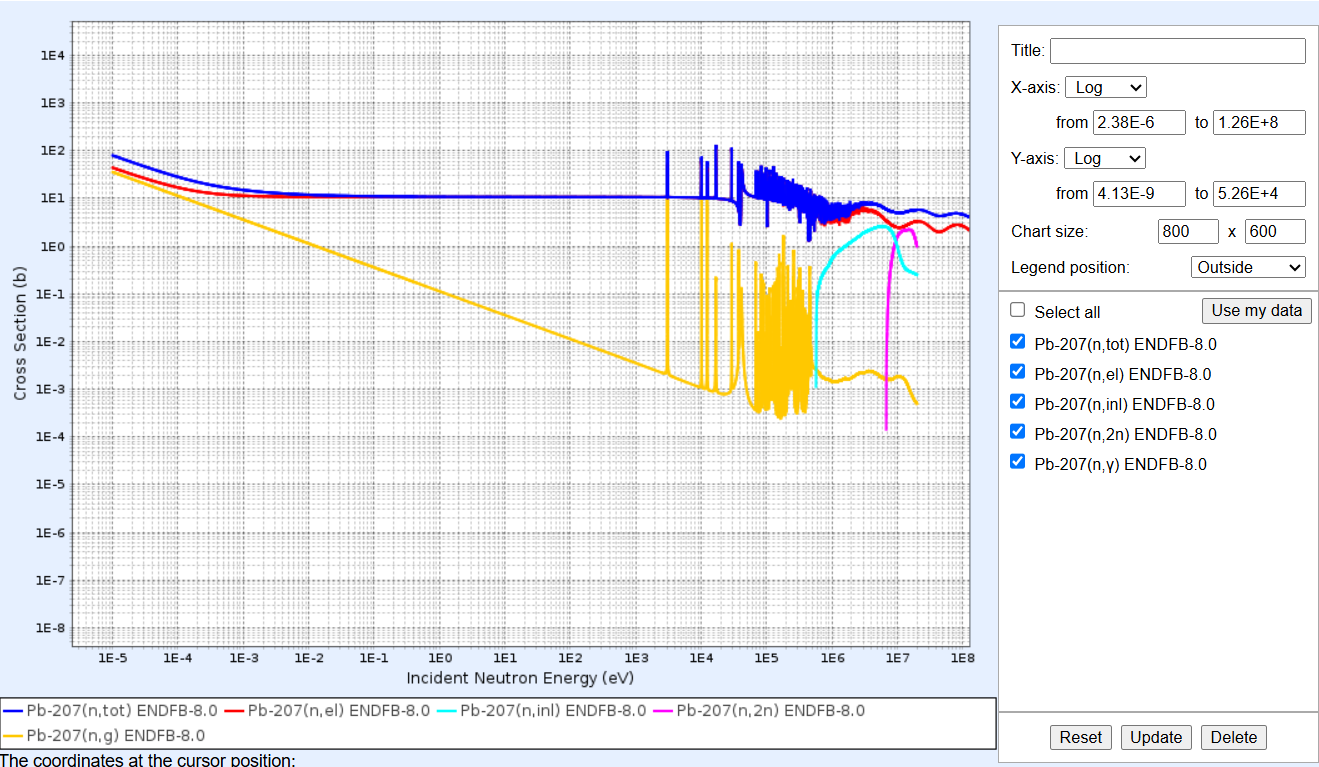 1E4
1E3
1E2
1E1
1E0
1E-1
1E-2
1E-3
1E-4
1E-5
1E-6
1E-7
1E-8
Cross Section (b)
1E-5 1E-4 1E-3 1E-2 1E-1 1E0 1E1 1E2 1E3 1E4 1E5 1E6 1E7 1E8
Incident Neutron Energy (eV)
Pb-207(n,tot) ENDFB-8.0 Pb-207(n,el) ENDFB-8.0 Pb-207(n,inl) ENDFB-8.0 Pb-207(n,2n) ENDFB-8.0
Pb-207(n,g) ENDFB-8.0
The coordinates at the cursor position:
Title:
X-axis: Log
from 2.38E-6 to 1.26E+8
Y-axis: Log
from 4.13E-9 to 5.26E+4
Chart size: 800 x 600
Legend position: Outside
Select all Use my data
Pb-207(n,tot) ENDFB-8.0
Pb-207(n,el) ENDFB-8.0
Pb-207(n,inl) ENDFB-8.0
Pb-207(n,2n) ENDFB-8.0
Pb-207(n,γ) ENDFB-8.0
Reset Update Delete